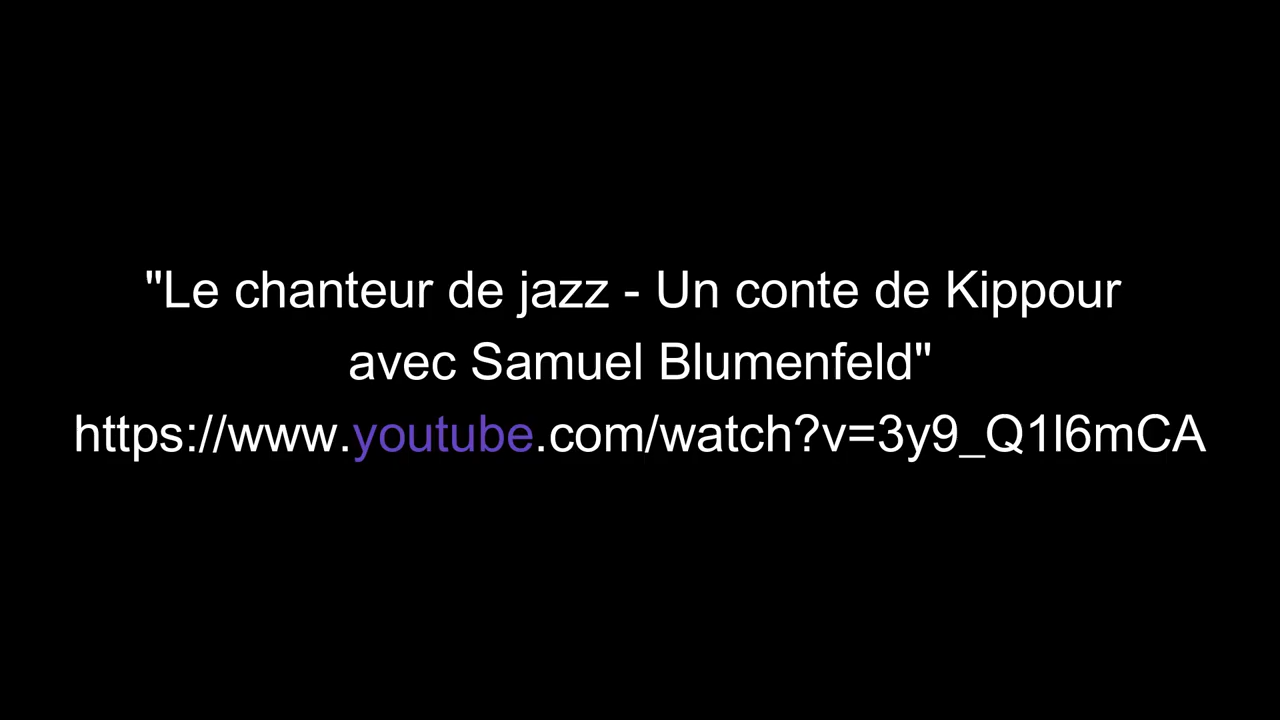 "Le chanteur de jazz - Un conte de Kippour
avec Samuel Blumenfeld"
https://www.youtube.com/watch?v=3y9_Q1l6mCA